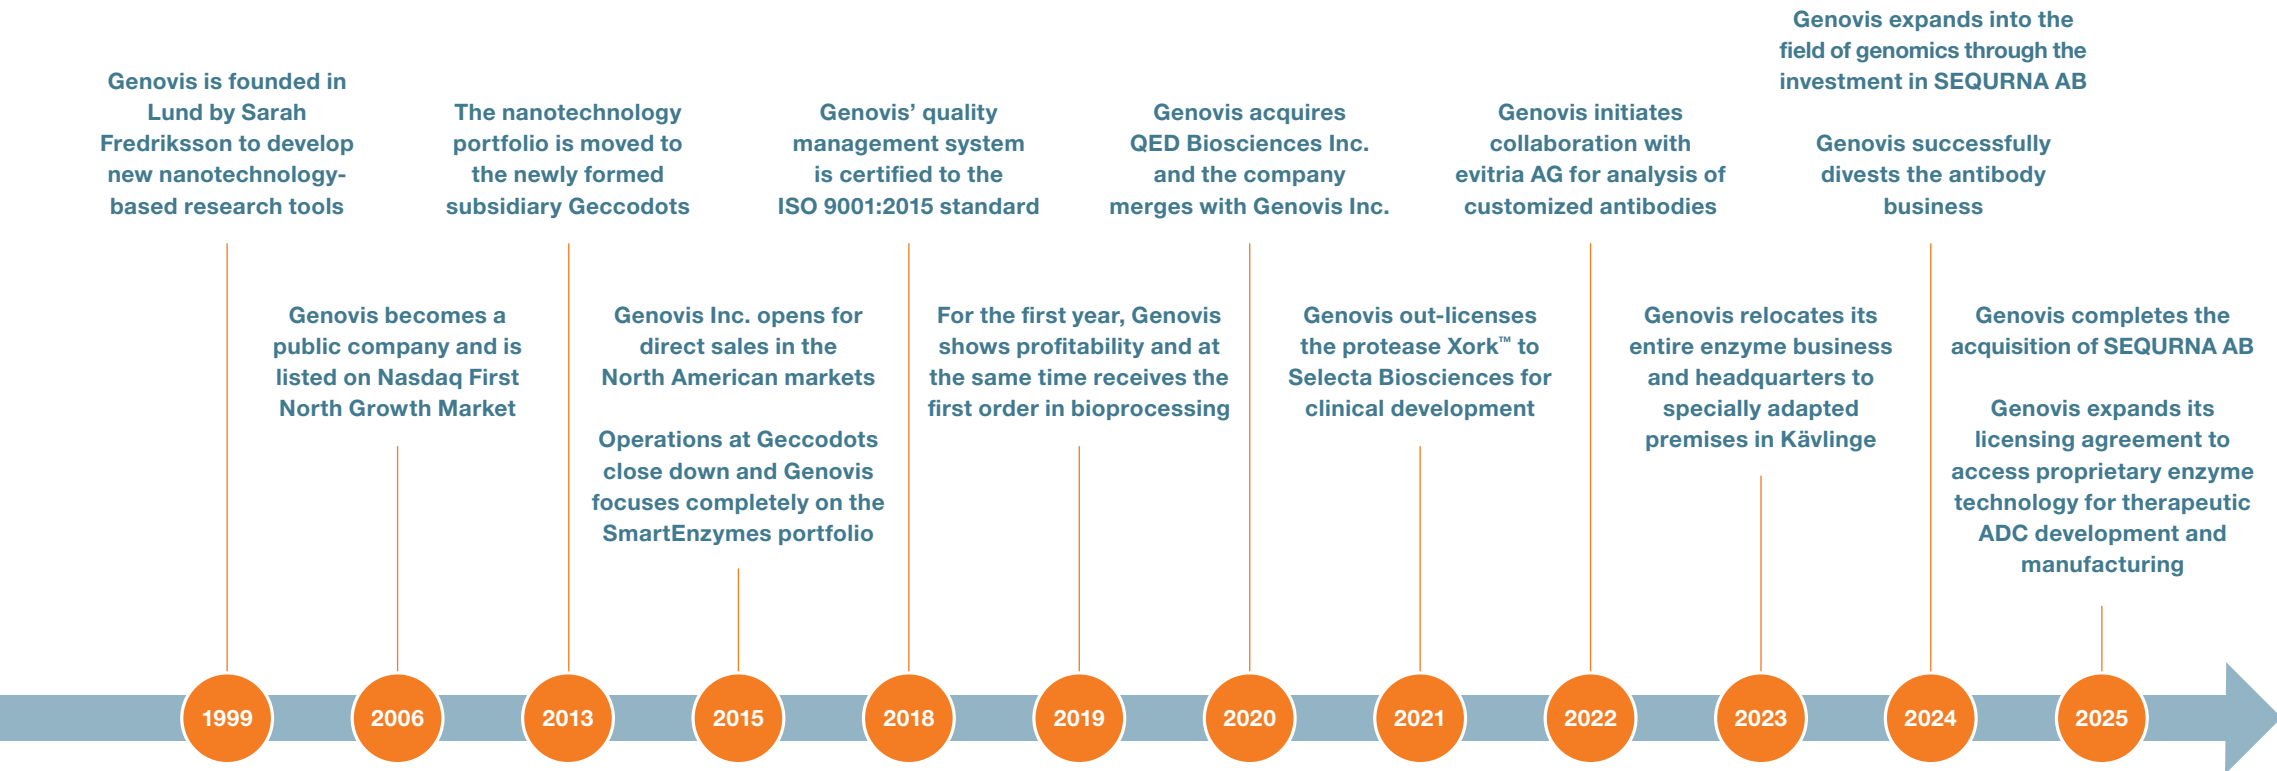 Genovis is founded in
Lund by Sarah
Fredriksson to develop
new nanotechnology-
based research tools
1999
Genovis becomes a
public company and is
listed on Nasdaq First
North Growth Market
2006
The nanotechnology
portfolio is moved to
the newly formed
subsidiary Geccodots
2013
Genovis Inc. opens for
direct sales in the
North American markets
Operations at Geccodots
close down and Genovis
focuses completely on the
SmartEnzymes portfolio
2015
Genovis’ quality
management system
is certified to the
ISO 9001:2015 standard
2018
For the first year, Genovis
shows profitability and at
the same time receives the
first order in bioprocessing
2019
Genovis acquires
QED Biosciences Inc.
and the company
merges with Genovis Inc.
2020
Genovis out-licenses
the protease Xork™ to
Selecta Biosciences for
clinical development
2021
Genovis initiates
collaboration with
evitria AG for analysis of
customized antibodies
2022
Genovis relocates its
entire enzyme business
and headquarters to
specially adapted
premises in Kävlinge
2023
Genovis expands into the
field of genomics through the
investment in SEQURNA AB
Genovis successfully
divests the antibody
business
2024
Genovis completes the
acquisition of SEQURNA AB
Genovis expands its
licensing agreement to
access proprietary enzyme
technology for therapeutic
ADC development and
manufacturing
2025